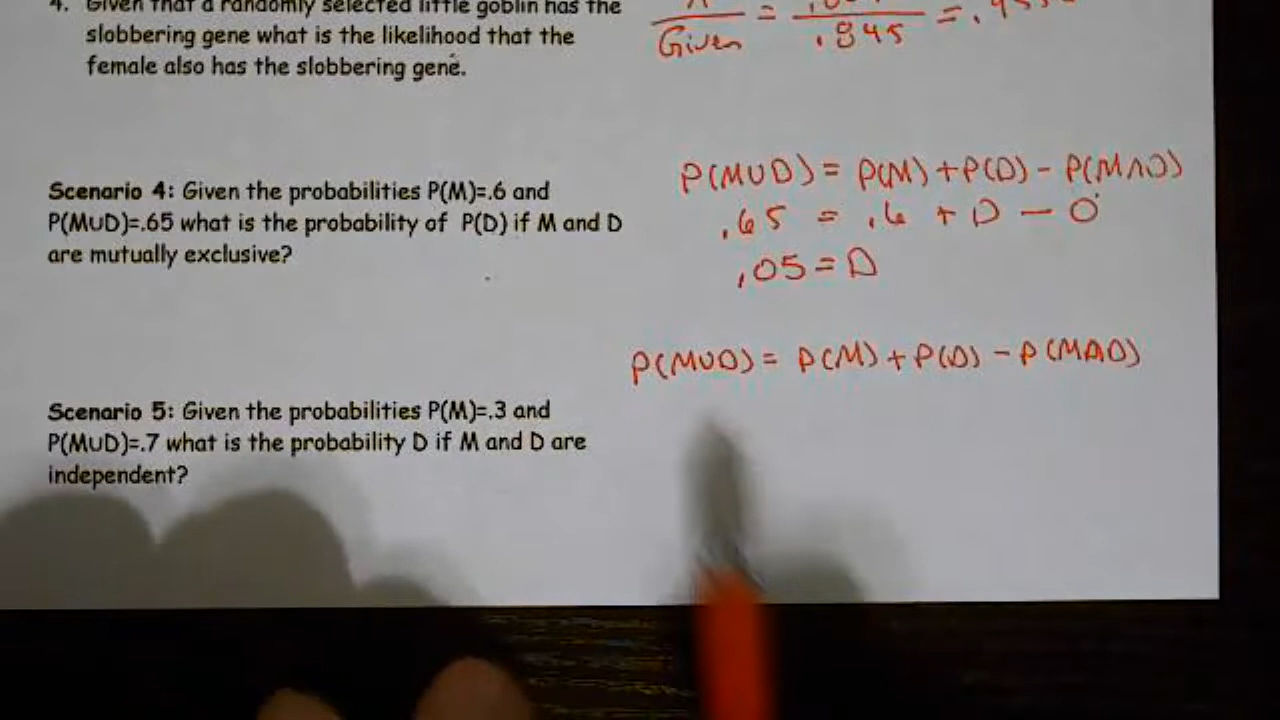 4. Given that a randomly selected little goblin has the
slobbering gene what is the likelihood that the
female also has the slobbering gene.
Given = .845 =
Scenario 4: Given the probabilities P(M)=.6 and
P(M∪D)=.65 what is the probability of P(D) if M and D
are mutually exclusive?
P(M∪D) = P(M) + P(D) - P(M∩D)
.65 = .6 + D - 0
.05 = D
Scenario 5: Given the probabilities P(M)=.3 and
P(M∪D)=.7 what is the probability D if M and D are
independent?
P(M∪D) = P(M) + P(D) - P(M∩D)